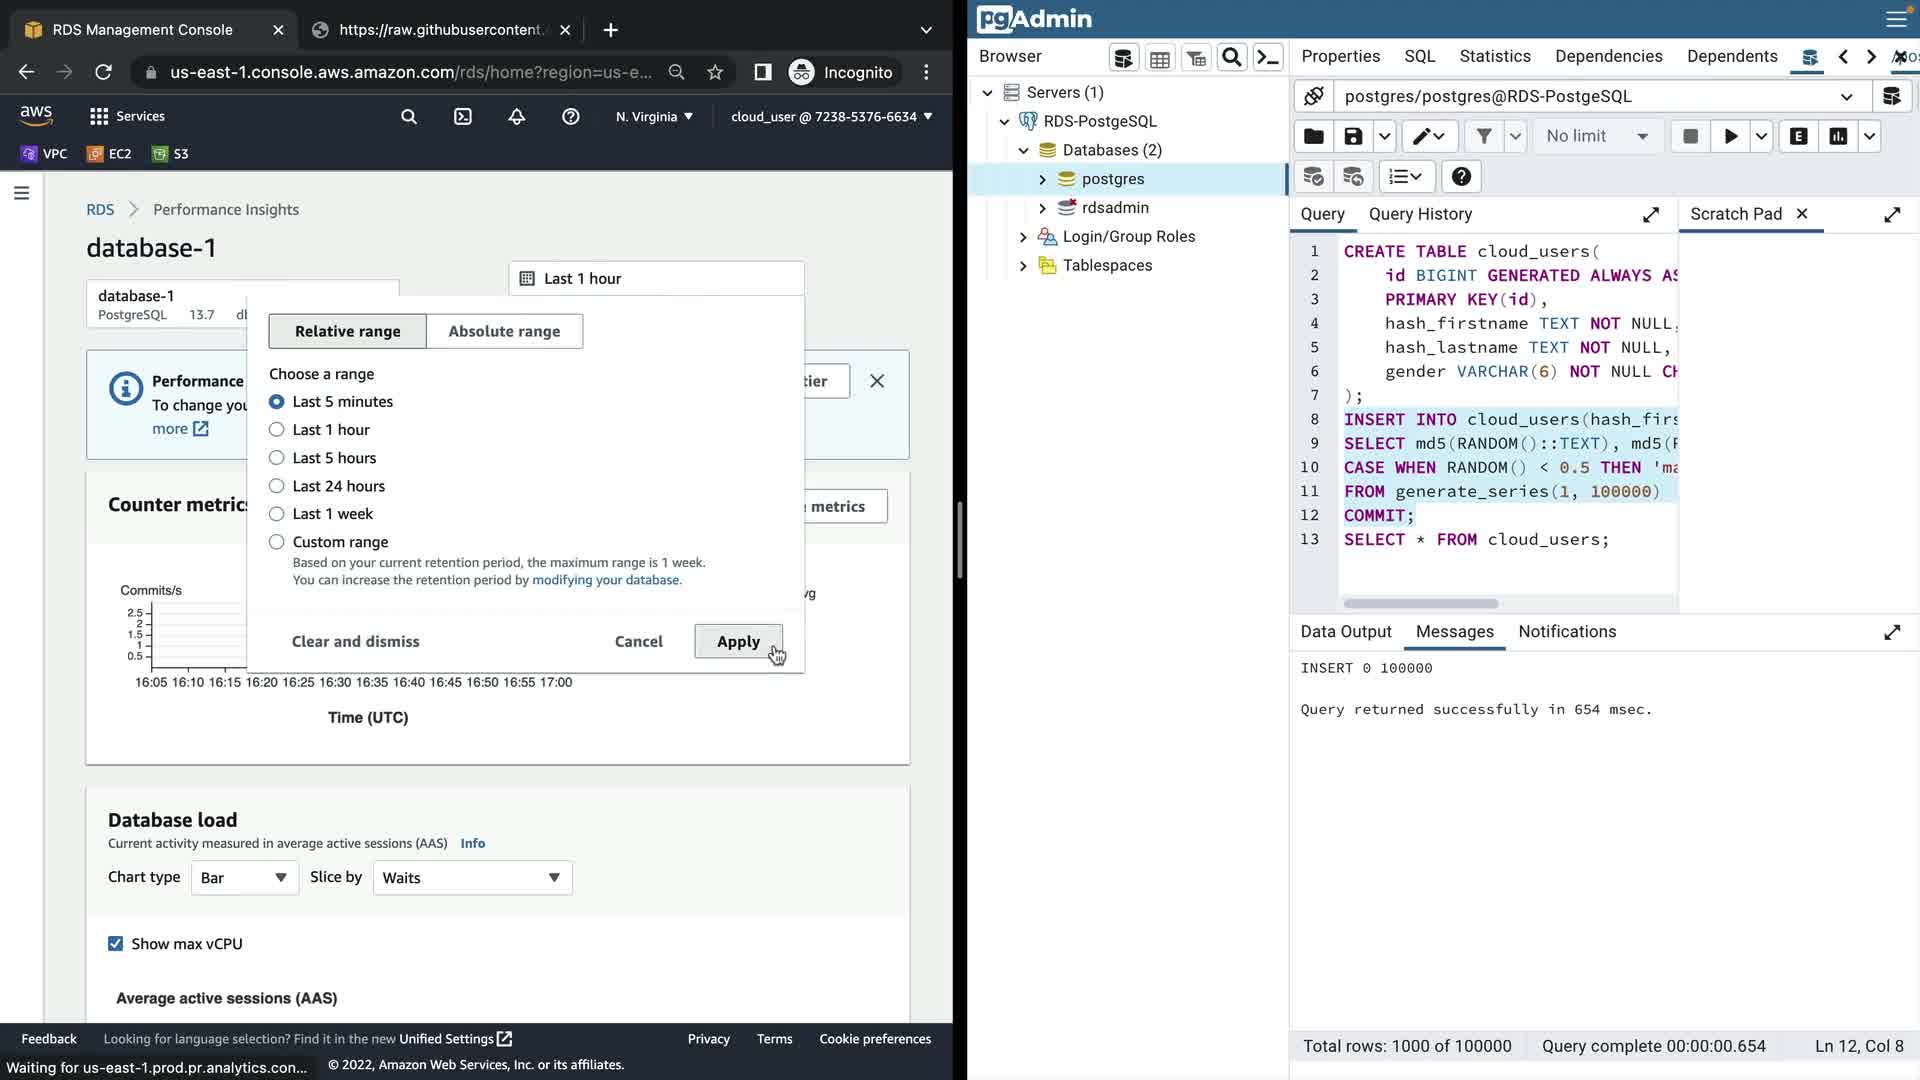 RDS Management Console
https://raw.githubusercontent.
us-east-1.console.aws.amazon.com/rds/home?region=us-e...
Incognito
aws
Services
N. Virginia
cloud_user @ 7238-5376-6634
VPC
EC2
S3
RDS
Performance Insights
database-1
database-1
PostgreSQL 13.7
Last 1 hour
Relative range
Absolute range
Choose a range
Last 5 minutes
Last 1 hour
Last 5 hours
Last 24 hours
Last 1 week
Custom range
Based on your current retention period, the maximum range is 1 week.
You can increase the retention period by modifying your database.
Clear and dismiss
Cancel
Apply
Performance
To change you
more
tier
Counter metrics
metrics
Commits/s
2.5
2
1.5
1
0.5
vg
16:05 16:10 16:15 16:20 16:25 16:30 16:35 16:40 16:45 16:50 16:55 17:00
Time (UTC)
Database load
Current activity measured in average active sessions (AAS) Info
Chart type
Bar
Slice by
Waits
Show max vCPU
Average active sessions (AAS)
Feedback
Looking for language selection? Find it in the new Unified Settings
Privacy
Terms
Cookie preferences
Waiting for us-east-1.prod.pr.analytics.con...
© 2022, Amazon Web Services, Inc. or its affiliates.
pgAdmin
Browser
Properties
SQL
Statistics
Dependencies
Dependents
Servers (1)
RDS-PostgeSQL
Databases (2)
postgres
rdsadmin
Login/Group Roles
Tablespaces
postgres/postgres@RDS-PostgeSQL
No limit
E
Query
Query History
Scratch Pad
1 CREATE TABLE cloud_users(
2 id BIGINT GENERATED ALWAYS AS
3 PRIMARY KEY(id),
4 hash_firstname TEXT NOT NULL,
5 hash_lastname TEXT NOT NULL,
6 gender VARCHAR(6) NOT NULL CH
7 );
8 INSERT INTO cloud_users(hash_firs
9 SELECT md5(RANDOM()::TEXT), md5(R
10 CASE WHEN RANDOM() < 0.5 THEN 'ma
11 FROM generate_series(1, 100000)
12 COMMIT;
13 SELECT * FROM cloud_users;
Data Output
Messages
Notifications
INSERT 0 100000
Query returned successfully in 654 msec.
Total rows: 1000 of 100000
Query complete 00:00:00.654
Ln 12, Col 8